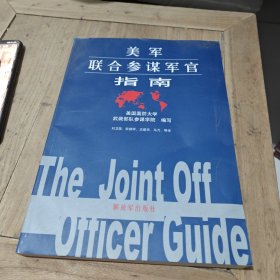 美军
联合参谋军官
指南
美国国防大学
武装部队参谋学院 编写
The Joint Off
解放军出版社
Officer Guide